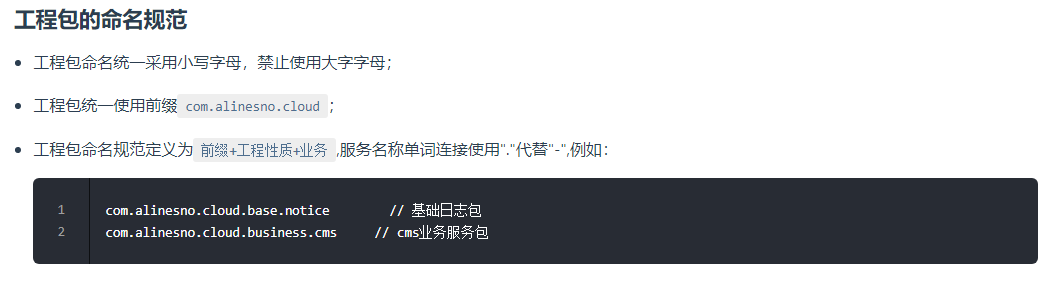 工程包的命名规范
工程包命名统一采用小写字母，禁止使用大字字母；
工程包统一使用前缀 com.alinesno.cloud ；
工程包命名规范定义为 前缀+工程性质+业务 ,服务名称单词连接使用"."代替"-",例如：
1 com.alinesno.cloud.base.notice // 基础日志包
2 com.alinesno.cloud.business.cms // cms业务服务包